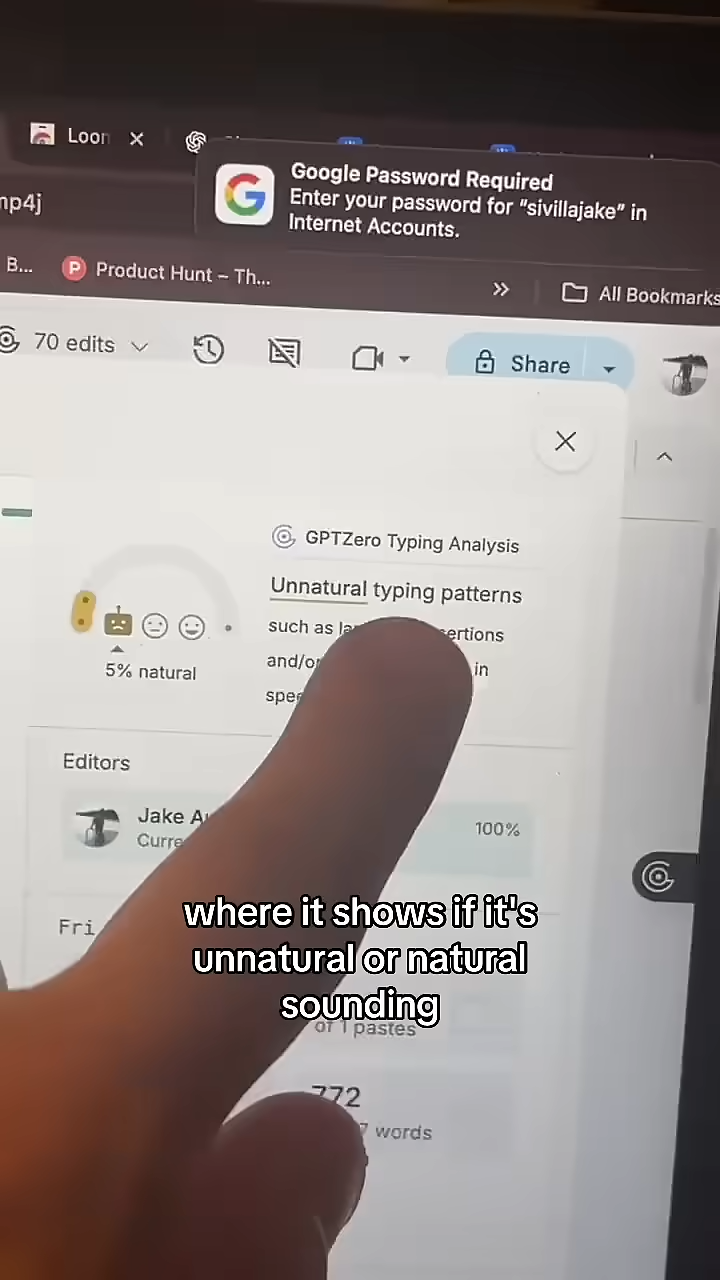 Loon
Google Password Required
Enter your password for "sivillajake" in
Internet Accounts.
mp4j
B...
Product Hunt – Th...
All Bookmarks
70 edits
Share
GPTZero Typing Analysis
Unnatural typing patterns
such as
and/or
in
5% natural
Editors
Jake
100%
where it shows if it's
unnatural or natural
sounding
Fri
of 1 pastes
772
words